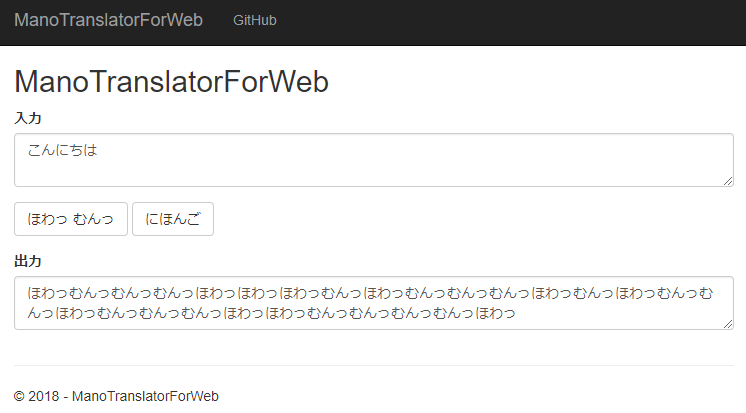 ManoTranslatorForWeb GitHub
ManoTranslatorForWeb
入力
こんにちは
ほわっ むんっ にほんご
出力
ほわっむんっむんっむんっほわっほわっほわっむんっほわっむんっむんっむんっほわっむんっほわっむんっむ
んっほわっむんっむんっむんっほわっほわっむんっむんっむんっむんっほわっ
© 2018 - ManoTranslatorForWeb